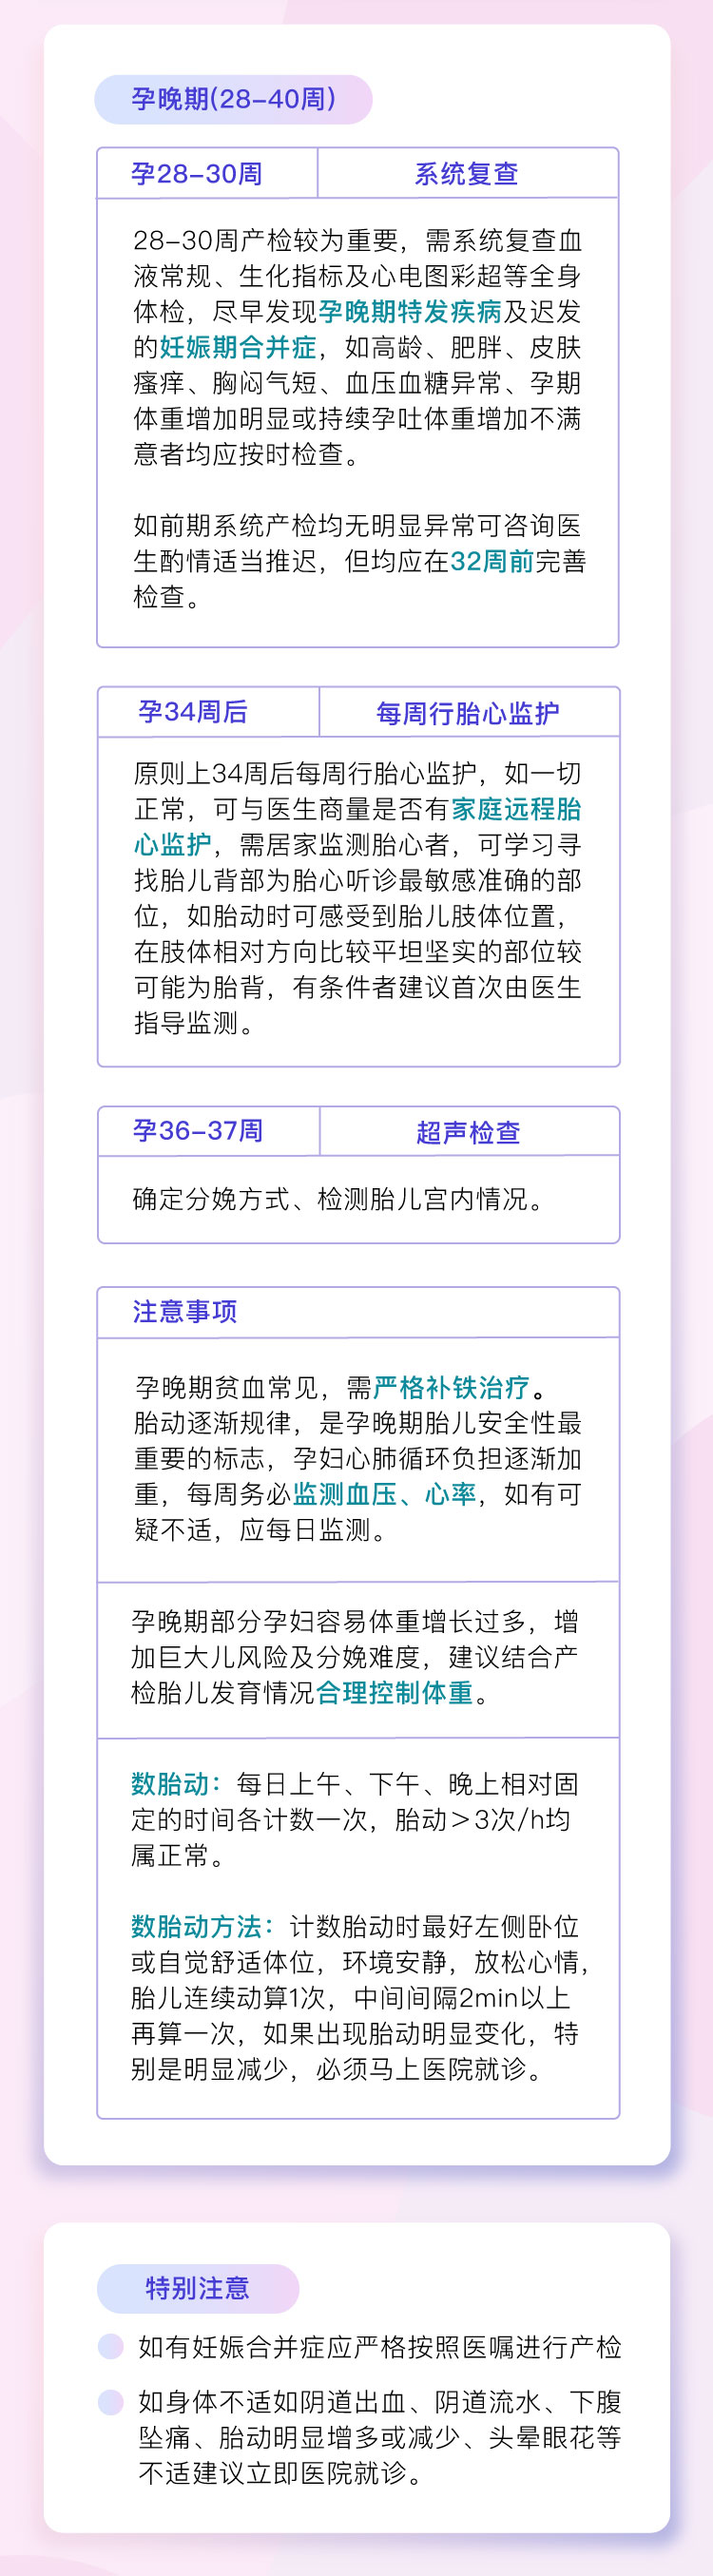 孕晚期(28-40周)
孕28-30周
系统复查
28-30周产检较为重要，需系统复查血
液常规、生化指标及心电图彩超等全身
体检，尽早发现孕晚期特发疾病及迟发
的妊娠期合并症，如高龄、肥胖、皮肤
瘙痒、胸闷气短、血压血糖异常、孕期
体重增加明显或持续孕吐体重增加不满
意者均应按时检查。
如前期系统产检均无明显异常可咨询医
生酌情适当推迟，但均应在32周前完善
检查。
孕34周后
每周行胎心监护
原则上34周后每周行胎心监护，如一切
正常，可与医生商量是否有家庭远程胎
心监护，需居家监测胎心者，可学习寻
找胎儿背部为胎心听诊最敏感准确的部
位，如胎动时可感受到胎儿肢体位置，
在肢体相对方向比较平坦坚实的部位较
可能为胎背，有条件者建议首次由医生
指导监测。
孕36-37周
超声检查
确定分娩方式、检测胎儿宫内情况。
注意事项
孕晚期贫血常见，需严格补铁治疗。
胎动逐渐规律，是孕晚期胎儿安全性最
重要的标志，孕妇心肺循环负担逐渐加
重，每周务必监测血压、心率，如有可
疑不适，应每日监测。
孕晚期部分孕妇容易体重增长过多，增
加巨大儿风险及分娩难度，建议结合产
检胎儿发育情况合理控制体重。
数胎动：每日上午、下午、晚上相对固
定的时间各计数一次，胎动＞3次/h均
属正常。
数胎动方法：计数胎动时最好左侧卧位
或自觉舒适体位，环境安静，放松心情，
胎儿连续动算1次，中间间隔2min以上
再算一次，如果出现胎动明显变化，特
别是明显减少，必须马上医院就诊。
特别注意
如有妊娠合并症应严格按照医嘱进行产检
如身体不适如阴道出血、阴道流水、下腹
坠痛、胎动明显增多或减少、头晕眼花等
不适建议立即医院就诊。